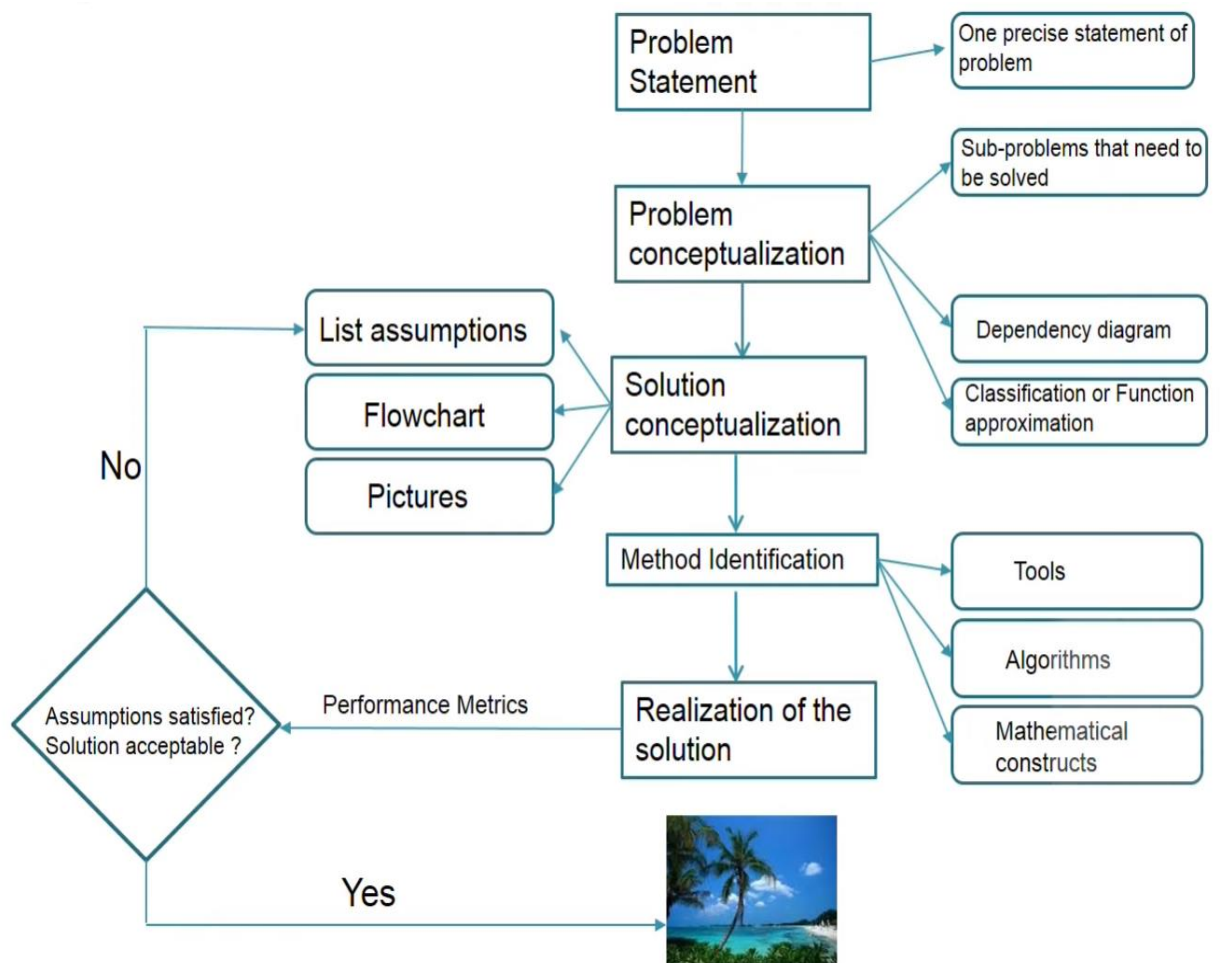 Problem
Statement
One precise statement of
problem
Sub-problems that need to
be solved
Problem
conceptualization
Dependency diagram
Classification or Function
approximation
List assumptions
Flowchart
Pictures
Solution
conceptualization
No
Method Identification
Tools
Algorithms
Mathematical
constructs
Realization of the
solution
Performance Metrics
Assumptions satisfied?
Solution acceptable ?
Yes